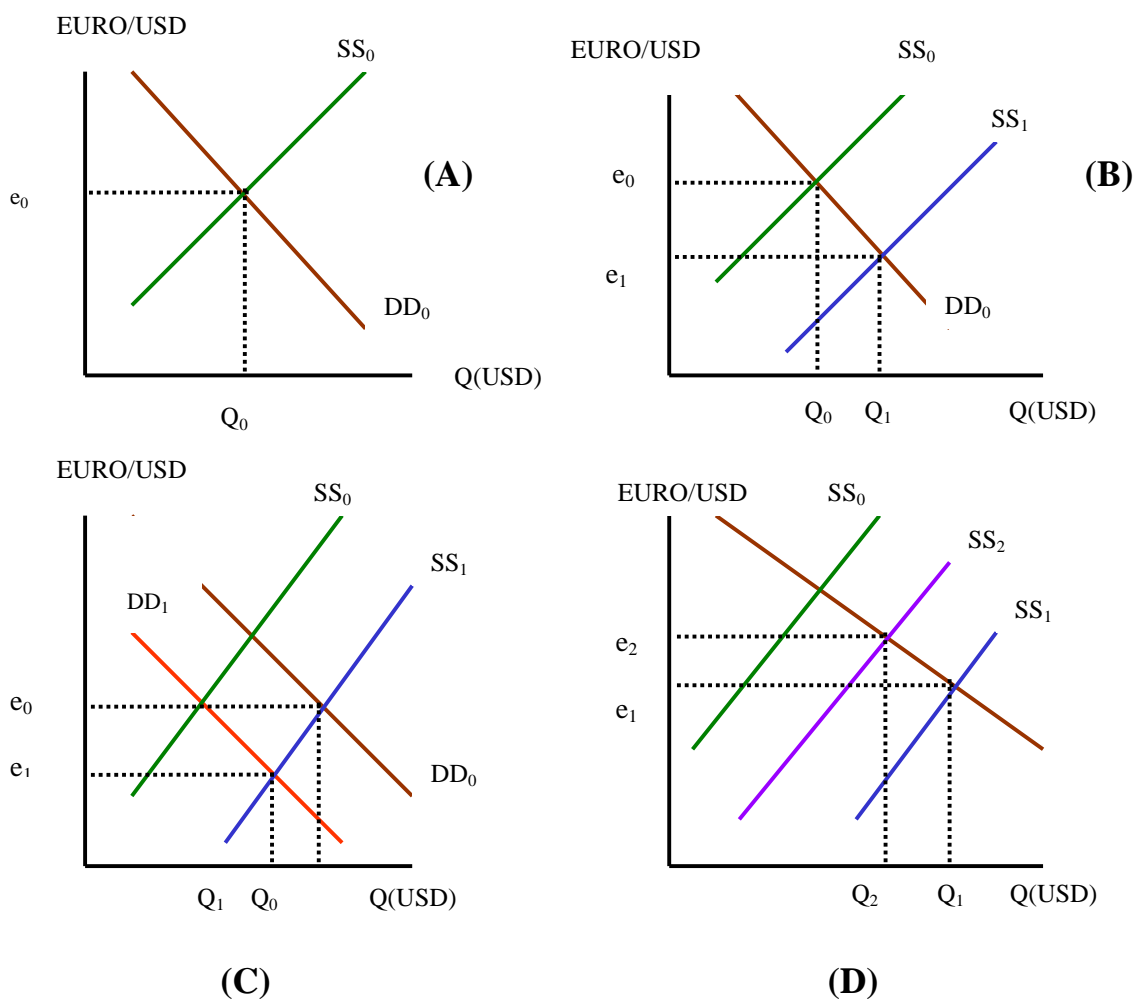 EURO/USD
SS₀
(A)
e₀
DD₀
Q(USD)
Q₀
EURO/USD
SS₀
SS₁
(B)
e₀
e₁
DD₀
Q₀ Q₁ Q(USD)
EURO/USD
SS₀
SS₁
DD₁
e₀
e₁
DD₀
Q₁ Q₀ Q(USD)
(C)
EURO/USD
SS₀
SS₂
SS₁
e₂
e₁
Q₂ Q₁ Q(USD)
(D)